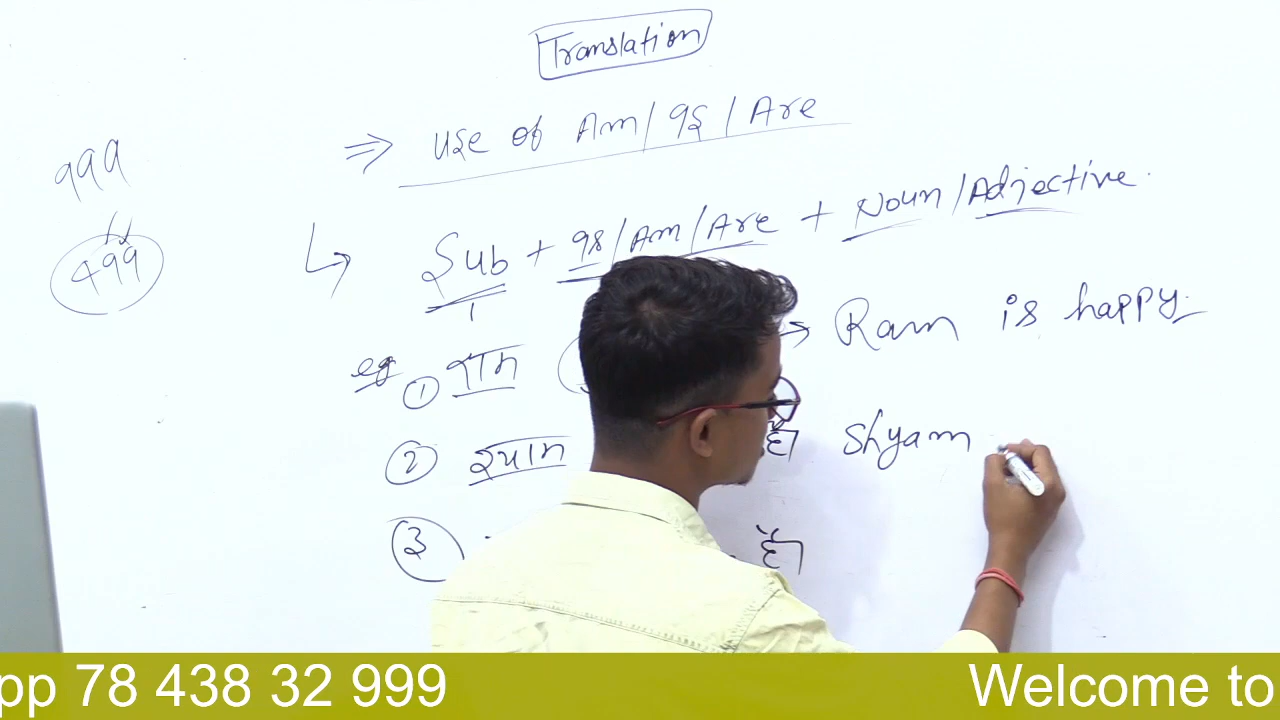 Translation
⇒ Use of Am/Is/Are
999
499
↳ Sub + Is/Am/Are + Noun/Adjective.
eg ① राम → Ram is happy.
② श्याम है। Shyam
③ हैं।
pp 78 438 32 999 Welcome to